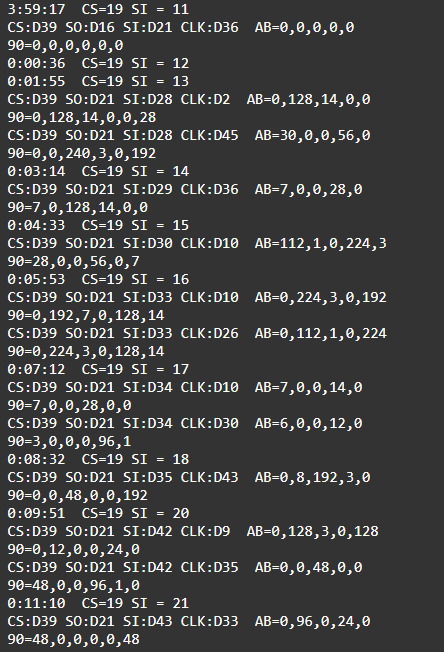 3:59:17  CS=19 SI = 11
CS:D39 SO:D16 SI:D21 CLK:D36  AB=0,0,0,0,0
90=0,0,0,0,0,0
0:00:36  CS=19 SI = 12
0:01:55  CS=19 SI = 13
CS:D39 SO:D21 SI:D28 CLK:D2  AB=0,128,14,0,0
90=0,128,14,0,0,28
CS:D39 SO:D21 SI:D28 CLK:D45  AB=30,0,0,56,0
90=0,0,240,3,0,192
0:03:14  CS=19 SI = 14
CS:D39 SO:D21 SI:D29 CLK:D36  AB=7,0,0,28,0
90=7,0,128,14,0,0
0:04:33  CS=19 SI = 15
CS:D39 SO:D21 SI:D30 CLK:D10  AB=112,1,0,224,3
90=28,0,0,56,0,7
0:05:53  CS=19 SI = 16
CS:D39 SO:D21 SI:D33 CLK:D10  AB=0,224,3,0,192
90=0,192,7,0,128,14
CS:D39 SO:D21 SI:D33 CLK:D26  AB=0,112,1,0,224
90=0,224,3,0,128,14
0:07:12  CS=19 SI = 17
CS:D39 SO:D21 SI:D34 CLK:D10  AB=7,0,0,14,0
90=7,0,0,28,0,0
CS:D39 SO:D21 SI:D34 CLK:D30  AB=6,0,0,12,0
90=3,0,0,0,96,1
0:08:32  CS=19 SI = 18
CS:D39 SO:D21 SI:D35 CLK:D43  AB=0,8,192,3,0
90=0,0,48,0,0,192
0:09:51  CS=19 SI = 20
CS:D39 SO:D21 SI:D42 CLK:D9  AB=0,128,3,0,128
90=0,12,0,0,24,0
CS:D39 SO:D21 SI:D42 CLK:D35  AB=0,0,48,0,0
90=48,0,0,96,1,0
0:11:10  CS=19 SI = 21
CS:D39 SO:D21 SI:D43 CLK:D33  AB=0,96,0,24,0
90=48,0,0,0,0,48